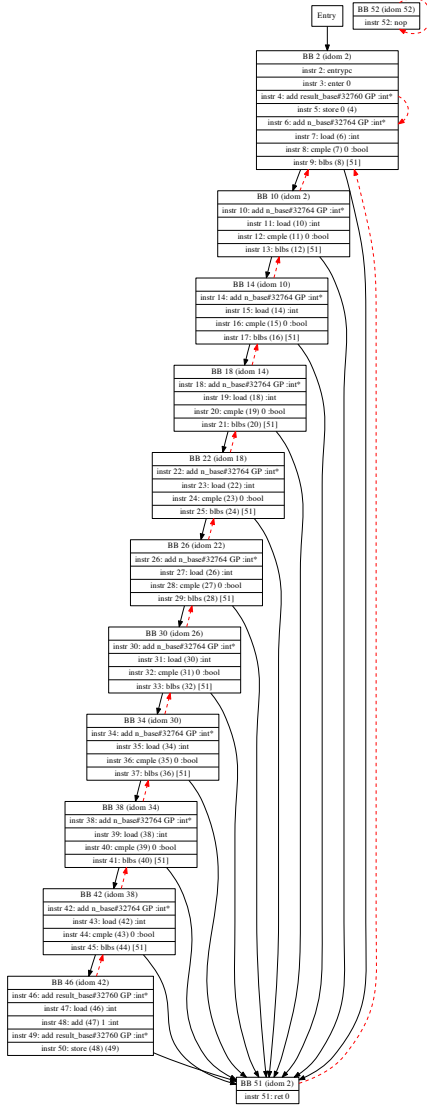 Entry
BB 52 (idom 52)
instr 52: nop
BB 2 (idom 2)
instr 2: entrypc
instr 3: enter 0
instr 4: add result_base#32760 GP :int*
instr 5: store 0 (4)
instr 6: add n_base#32764 GP :int*
instr 7: load (6) :int
instr 8: cmple (7) 0 :bool
instr 9: blbs (8) [51]
BB 10 (idom 2)
instr 10: add n_base#32764 GP :int*
instr 11: load (10) :int
instr 12: cmple (11) 0 :bool
instr 13: blbs (12) [51]
BB 14 (idom 10)
instr 14: add n_base#32764 GP :int*
instr 15: load (14) :int
instr 16: cmple (15) 0 :bool
instr 17: blbs (16) [51]
BB 18 (idom 14)
instr 18: add n_base#32764 GP :int*
instr 19: load (18) :int
instr 20: cmple (19) 0 :bool
instr 21: blbs (20) [51]
BB 22 (idom 18)
instr 22: add n_base#32764 GP :int*
instr 23: load (22) :int
instr 24: cmple (23) 0 :bool
instr 25: blbs (24) [51]
BB 26 (idom 22)
instr 26: add n_base#32764 GP :int*
instr 27: load (26) :int
instr 28: cmple (27) 0 :bool
instr 29: blbs (28) [51]
BB 30 (idom 26)
instr 30: add n_base#32764 GP :int*
instr 31: load (30) :int
instr 32: cmple (31) 0 :bool
instr 33: blbs (32) [51]
BB 34 (idom 30)
instr 34: add n_base#32764 GP :int*
instr 35: load (34) :int
instr 36: cmple (35) 0 :bool
instr 37: blbs (36) [51]
BB 38 (idom 34)
instr 38: add n_base#32764 GP :int*
instr 39: load (38) :int
instr 40: cmple (39) 0 :bool
instr 41: blbs (40) [51]
BB 42 (idom 38)
instr 42: add n_base#32764 GP :int*
instr 43: load (42) :int
instr 44: cmple (43) 0 :bool
instr 45: blbs (44) [51]
BB 46 (idom 42)
instr 46: add result_base#32760 GP :int*
instr 47: load (46) :int
instr 48: add (47) 1 :int
instr 49: add result_base#32760 GP :int*
instr 50: store (48) (49)
BB 51 (idom 2)
instr 51: ret 0